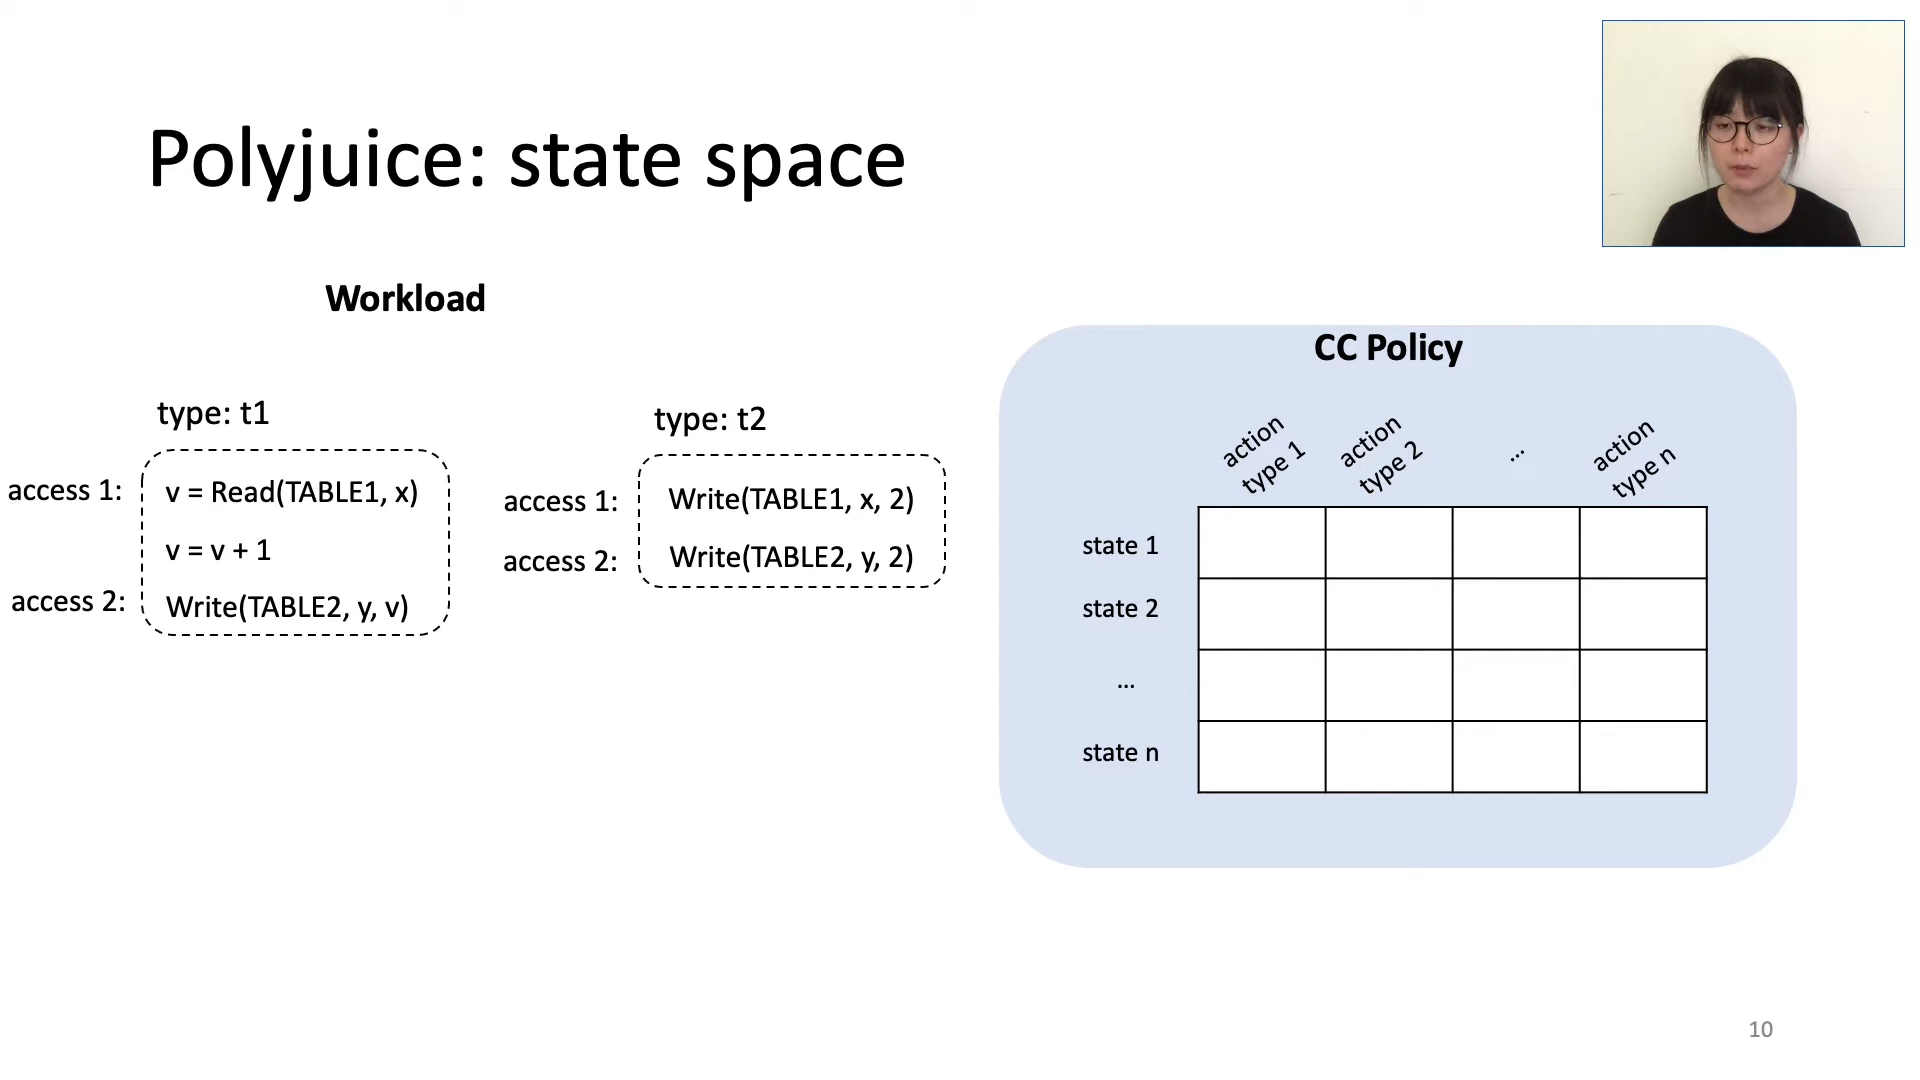 Polyjuice: state space
Workload
type: t1
access 1:
v = Read(TABLE1, x)
v = v + 1
access 2:
Write(TABLE2, y, v)
type: t2
access 1:
Write(TABLE1, x, 2)
access 2:
Write(TABLE2, y, 2)
CC Policy
action
type 1
action
type 2
...
action
type n
state 1
state 2
...
state n
10